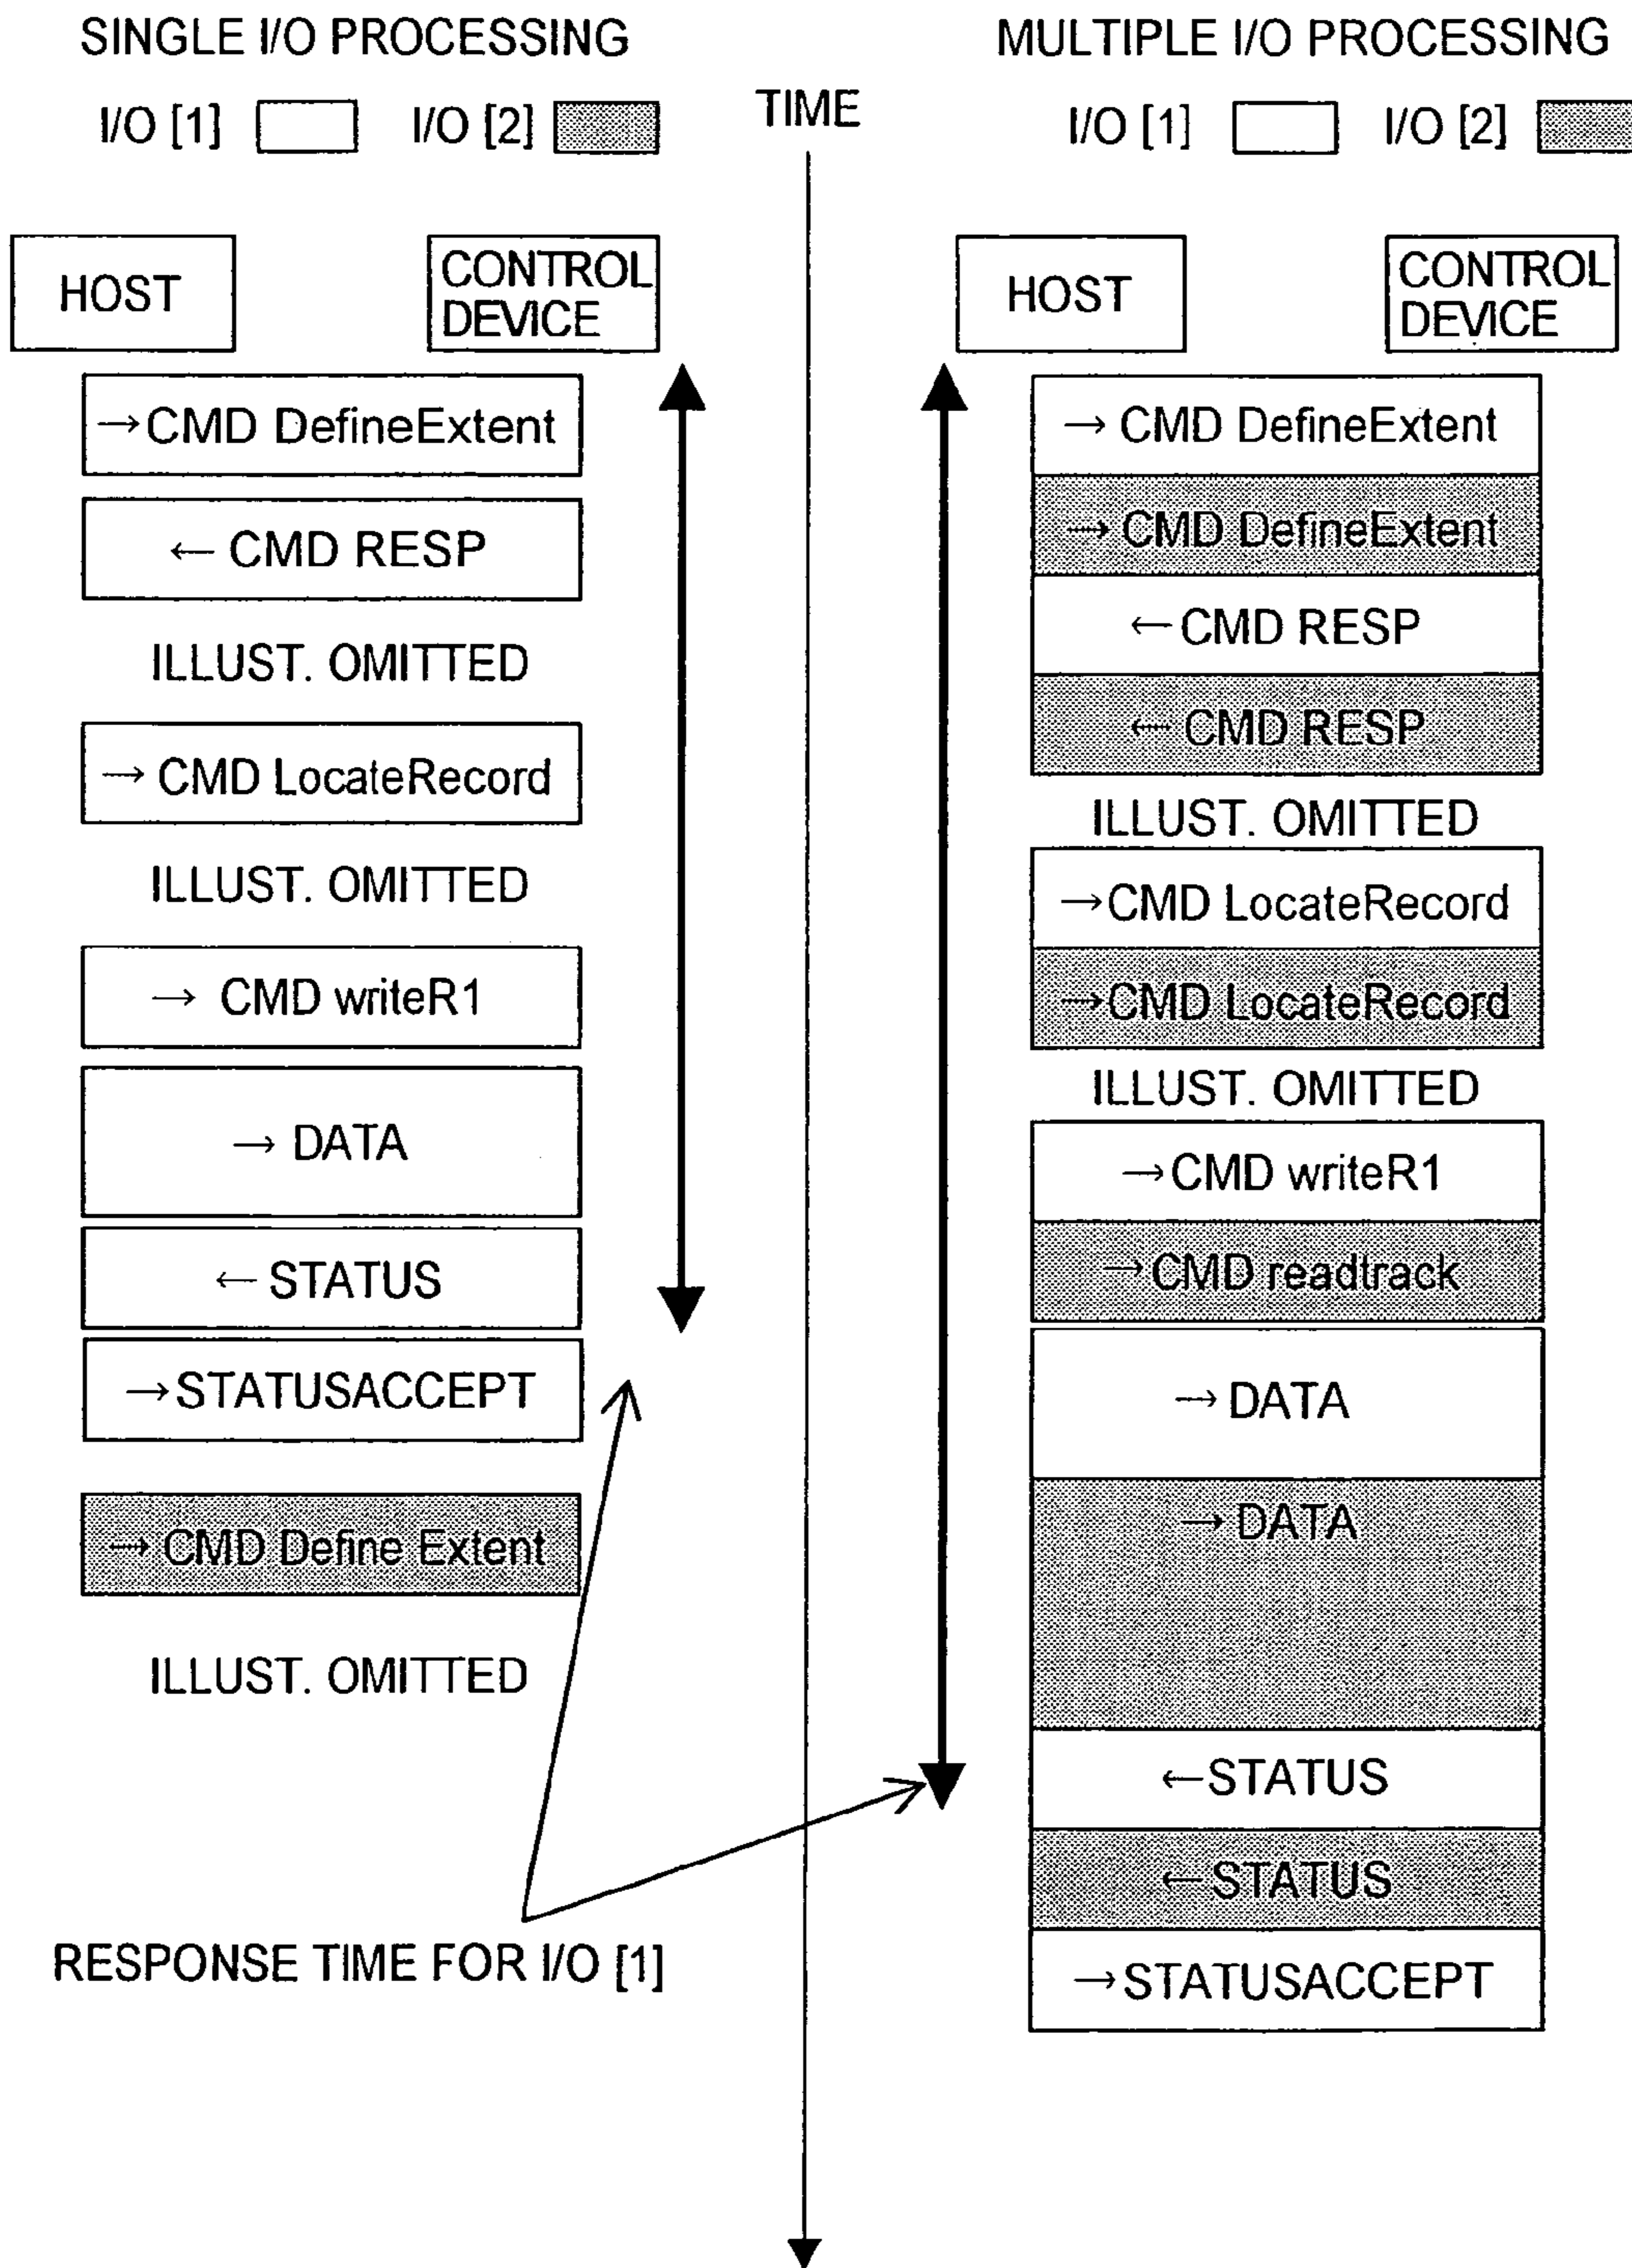 SINGLE I/O PROCESSING
I/O [1] I/O [2]
HOST
CONTROL
DEVICE
→CMD DefineExtent
← CMD RESP
ILLUST. OMITTED
→ CMD LocateRecord
ILLUST. OMITTED
→ CMD writeR1
→ DATA
← STATUS
→STATUSACCEPT
→ CMD Define Extent
ILLUST. OMITTED
RESPONSE TIME FOR I/O [1]
TIME
MULTIPLE I/O PROCESSING
I/O [1] I/O [2]
HOST
CONTROL
DEVICE
→ CMD DefineExtent
→ CMD DefineExtent
← CMD RESP
← CMD RESP
ILLUST. OMITTED
→CMD LocateRecord
→CMD LocateRecord
ILLUST. OMITTED
→CMD writeR1
→CMD readtrack
→ DATA
→ DATA
←STATUS
←STATUS
→STATUSACCEPT